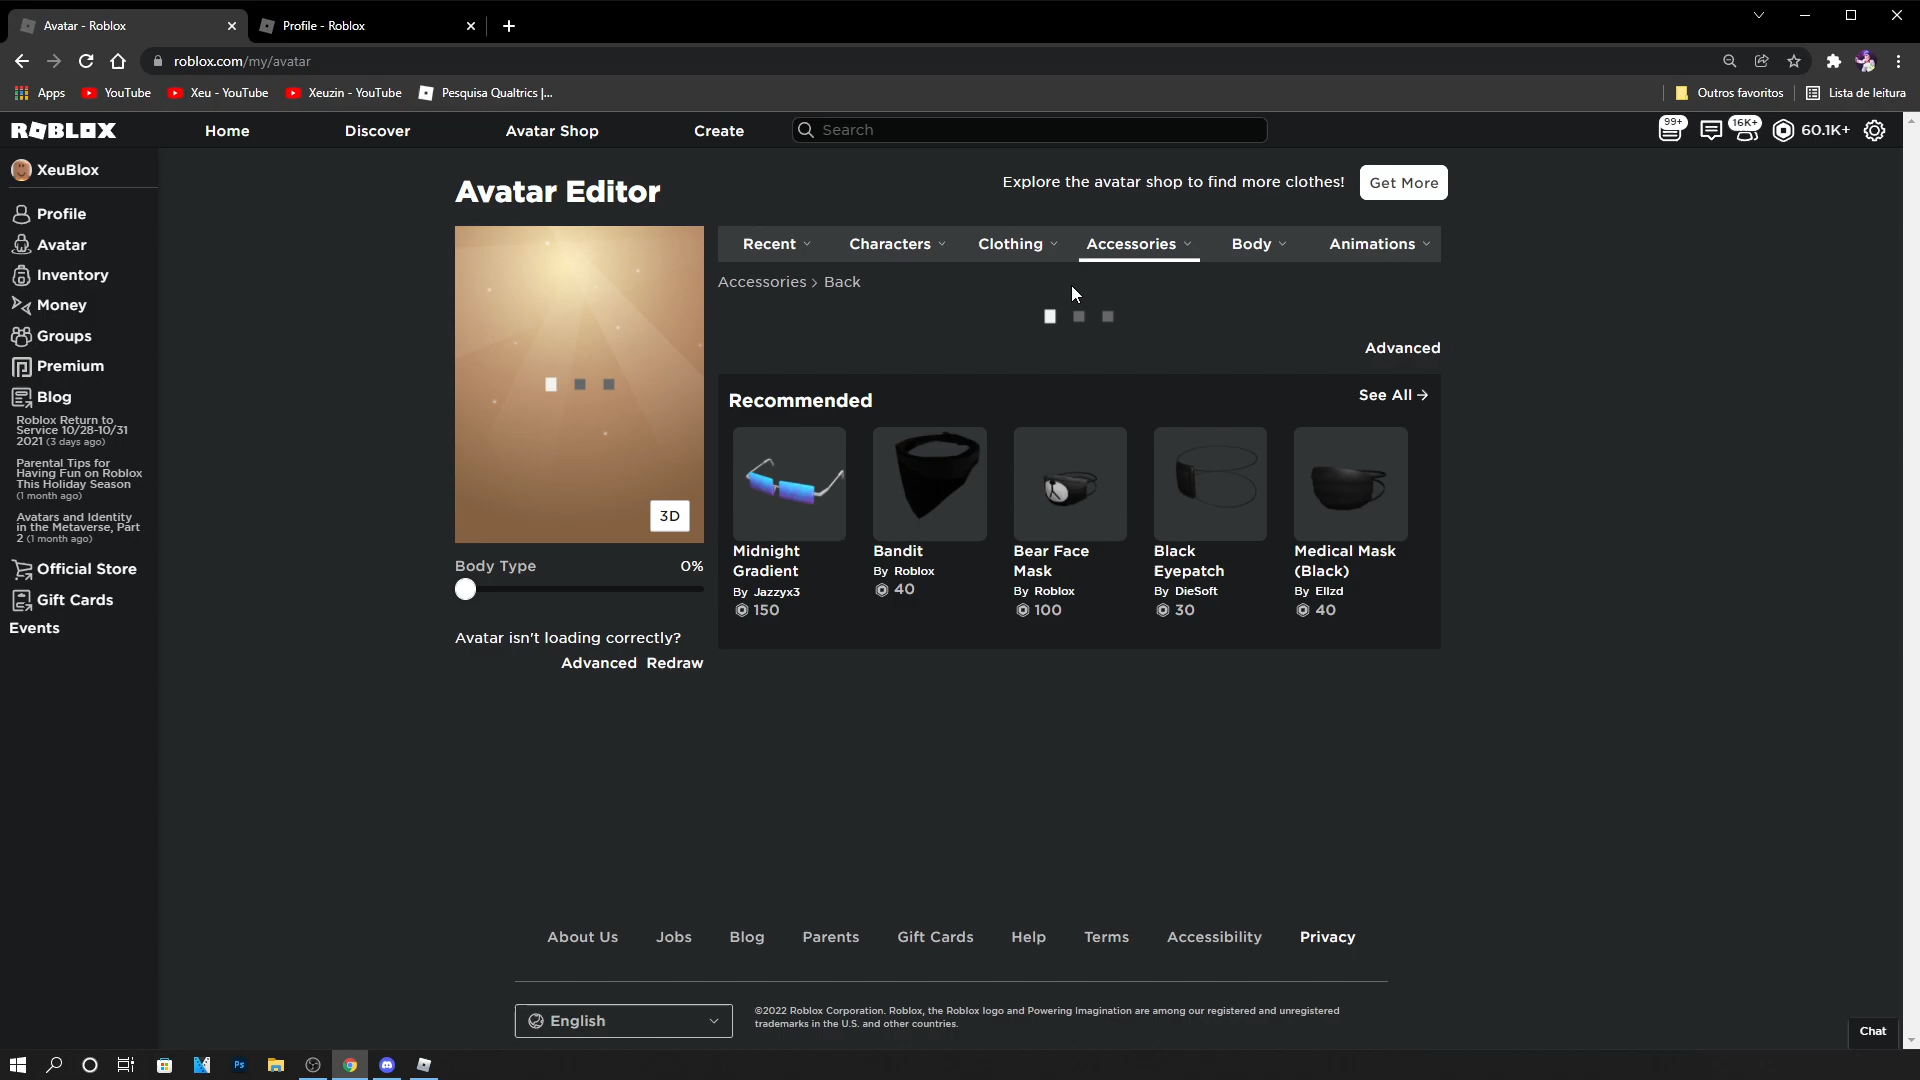 Avatar - Roblox
Profile - Roblox
roblox.com/my/avatar
Apps
YouTube
Xeu - YouTube
Xeuzin - YouTube
Pesquisa Qualtrics |...
Outros favoritos
Lista de leitura
ROBLOX
Home
Discover
Avatar Shop
Create
Search
99+
16K+
60.1K+
XeuBlox
Profile
Avatar
Inventory
Money
Groups
Premium
Blog
Roblox Return to
Service 10/28-10/31
2021 (3 days ago)
Parental Tips for
Having Fun on Roblox
This Holiday Season
(1 month ago)
Avatars and Identity
in the Metaverse, Part
2 (1 month ago)
Official Store
Gift Cards
Events
Avatar Editor
Explore the avatar shop to find more clothes!
Get More
3D
Body Type 0%
Avatar isn't loading correctly?
Advanced Redraw
Recent
Characters
Clothing
Accessories
Body
Animations
Accessories > Back
Advanced
Recommended
See All →
Midnight
Gradient
By Jazzyx3
150
Bandit
By Roblox
40
Bear Face
Mask
By Roblox
100
Black
Eyepatch
By DieSoft
30
Medical Mask
(Black)
By Ellzd
40
About Us
Jobs
Blog
Parents
Gift Cards
Help
Terms
Accessibility
Privacy
English
©2022 Roblox Corporation. Roblox, the Roblox logo and Powering Imagination are among our registered and unregistered
trademarks in the U.S. and other countries.
Chat
Ps